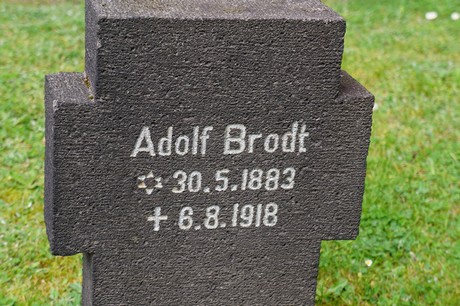 Adolf Brodt
✡ 30.5.1883
✝ 6.8.1918